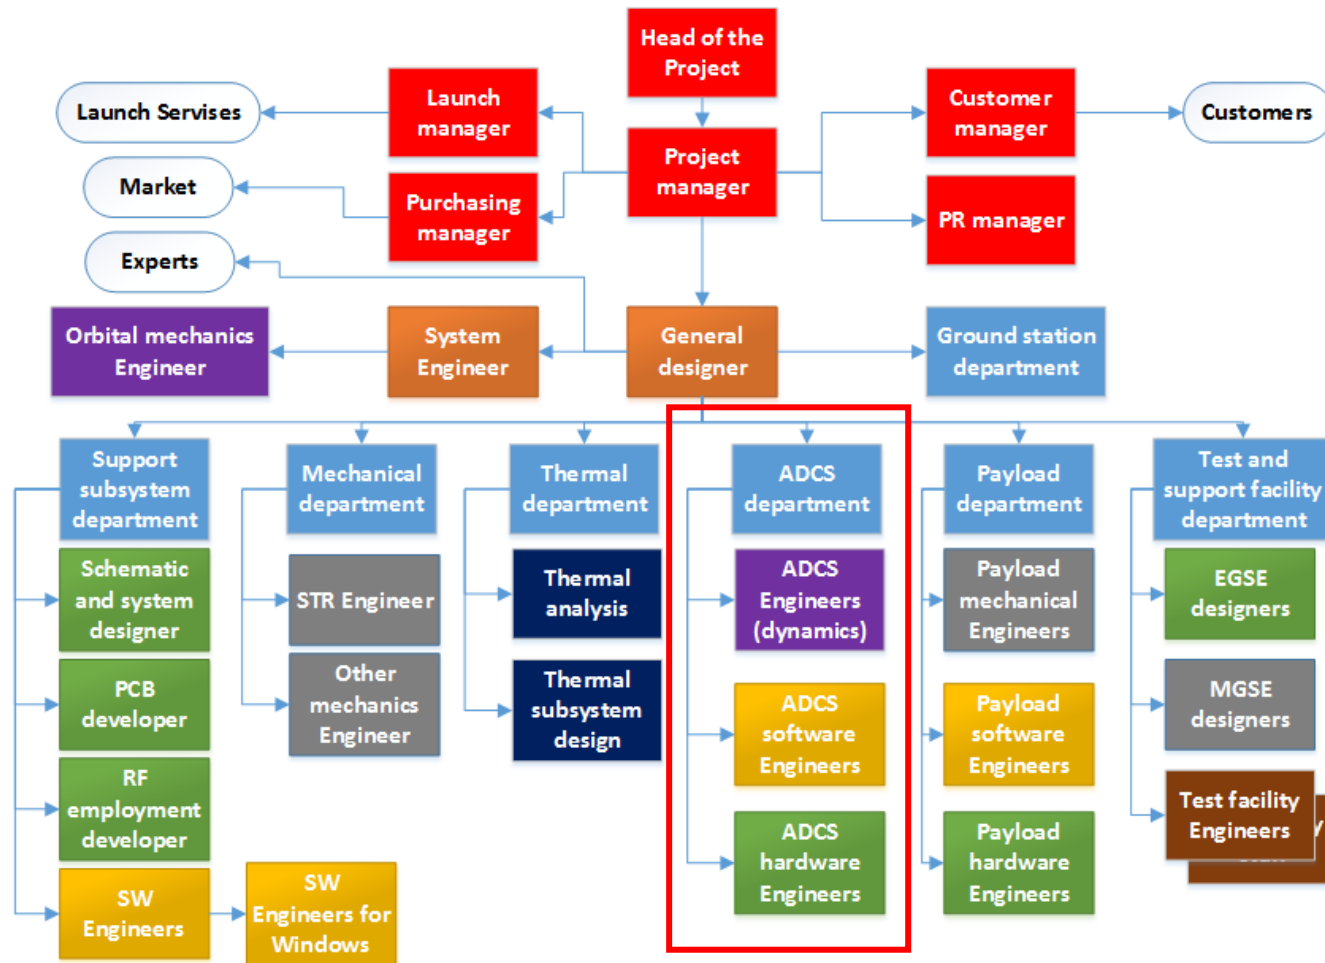 Head of the
Project
Launch Servises
Launch
manager
Customer
manager
Customers
Project
manager
Market
Purchasing
manager
PR manager
Experts
Orbital mechanics
Engineer
System
Engineer
General
designer
Ground station
department
Support
subsystem
department
Mechanical
department
Thermal
department
ADCS
department
Payload
department
Test and
support facility
department
Schematic
and system
designer
STR Engineer
Thermal
analysis
ADCS
Engineers
(dynamics)
Payload
mechanical
Engineers
EGSE
designers
PCB
developer
Other
mechanics
Engineer
Thermal
subsystem
design
ADCS
software
Engineers
Payload
software
Engineers
MGSE
designers
RF
employment
developer
Test facility
Engineers
ADCS
hardware
Engineers
Payload
hardware
Engineers
SW
Engineers
SW
Engineers for
Windows